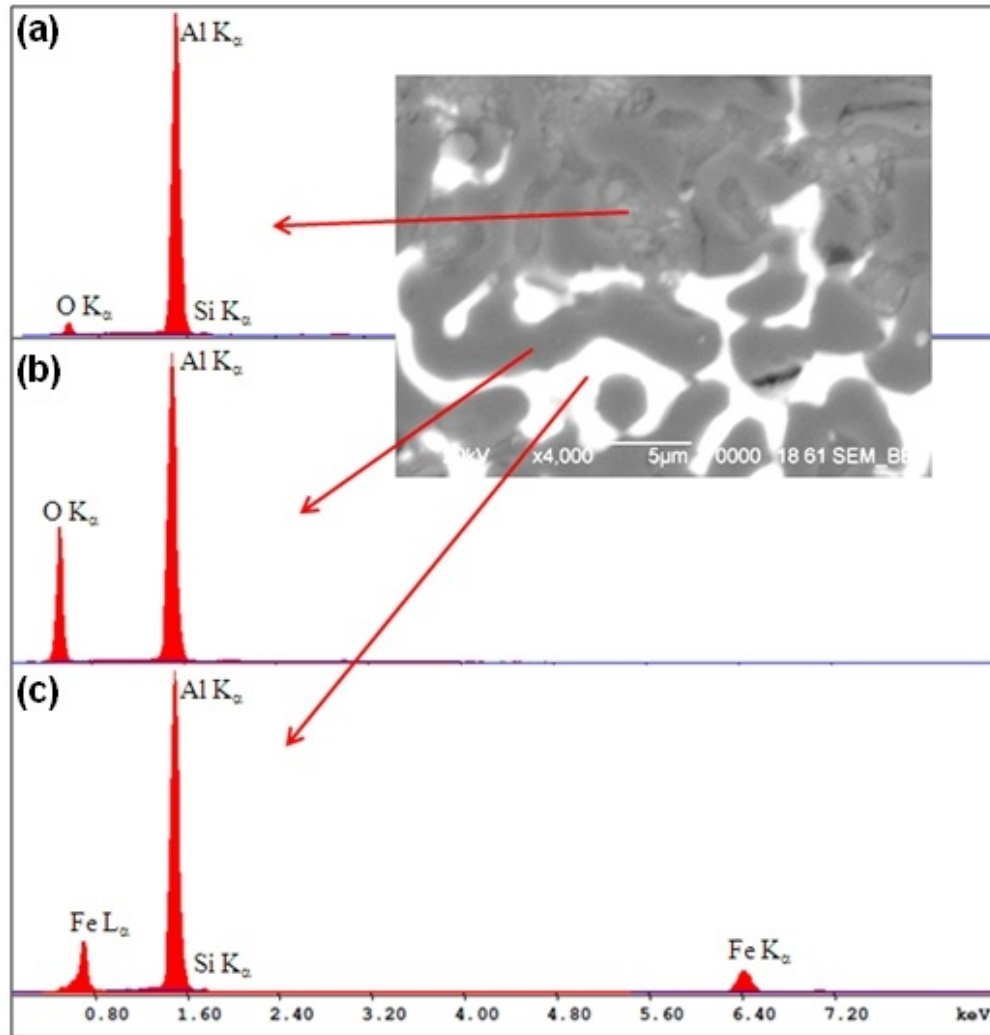 (a)
Al Kα
O Kα
Si Kα
x4,000 5µm 0000 18 61 SEM_BE
(b)
Al Kα
O Kα
(c)
Al Kα
Fe Lα
Si Kα
Fe Kα
0.80 1.60 2.40 3.20 4.00 4.80 5.60 6.40 7.20 keV